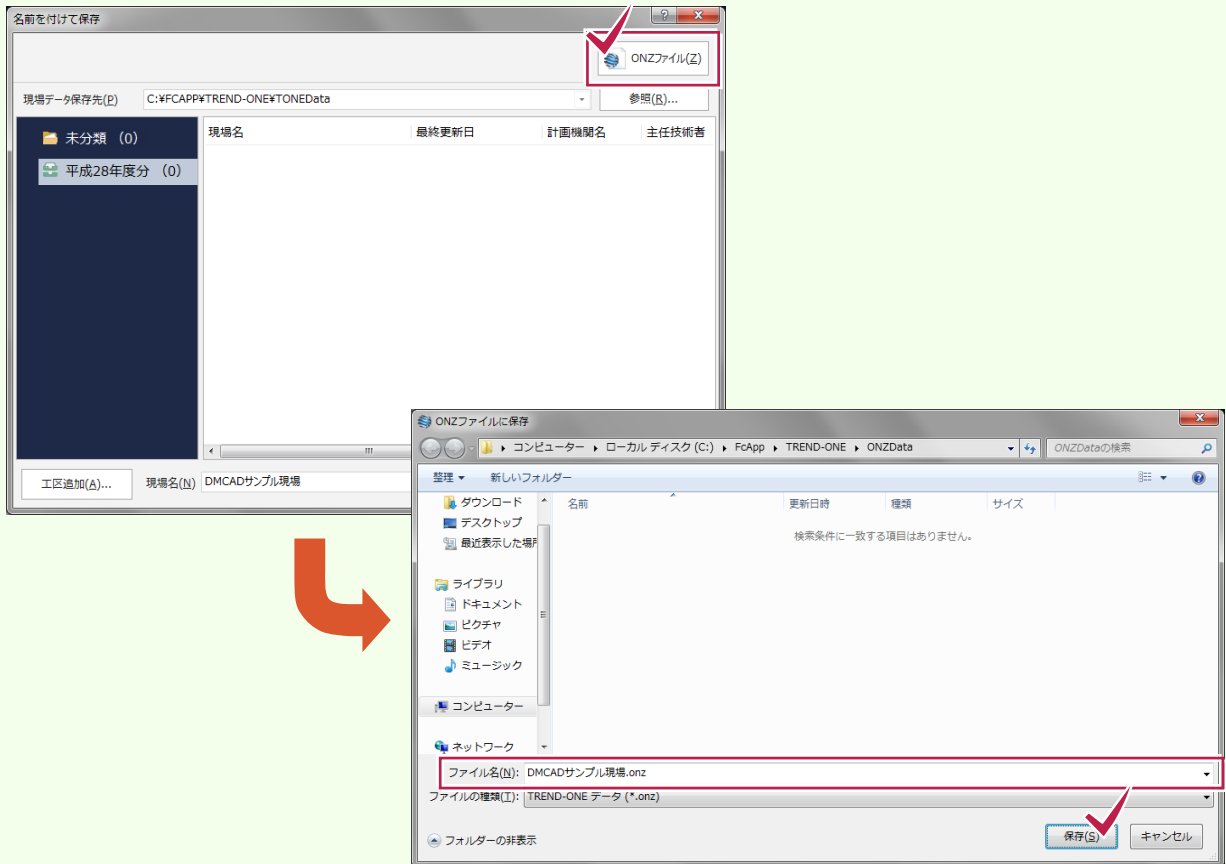 名前を付けて保存
ONZファイル(Z)
現場データ保存先(P) C:¥FCAPP¥TREND-ONE¥TONEData 参照(R)...
未分類 (0)
平成28年度分 (0)
現場名 最終更新日 計画機関名 主任技術者
工区追加(A)... 現場名(N) DMCADサンプル現場
ONZファイルに保存
コンピューター ローカル ディスク (C:) FcApp TREND-ONE ONZData ONZDataの検索
整理 新しいフォルダー
ダウンロード
デスクトップ
最近表示した場所
ライブラリ
ドキュメント
ピクチャ
ビデオ
ミュージック
コンピューター
ネットワーク
名前 更新日時 種類 サイズ
検索条件に一致する項目はありません。
ファイル名(N): DMCADサンプル現場.onz
ファイルの種類(T): TREND-ONE データ (*.onz)
フォルダーの非表示 保存(S) キャンセル